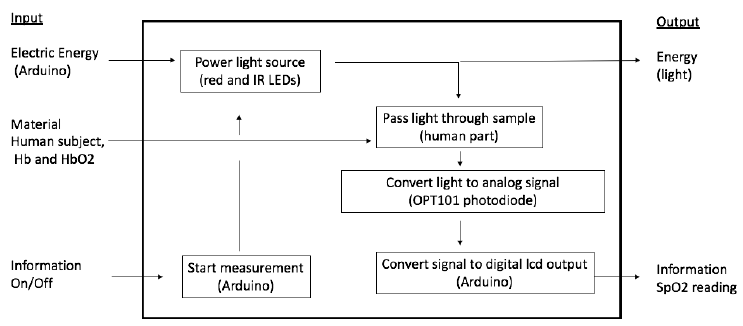 Input
Output
Electric Energy
(Arduino)
Power light source
(red and IR LEDs)
Energy
(light)
Material
Human subject,
Hb and HbO2
Pass light through sample
(human part)
Convert light to analog signal
(OPT101 photodiode)
Information
On/Off
Start measurement
(Arduino)
Convert signal to digital lcd output
(Arduino)
Information
SpO2 reading